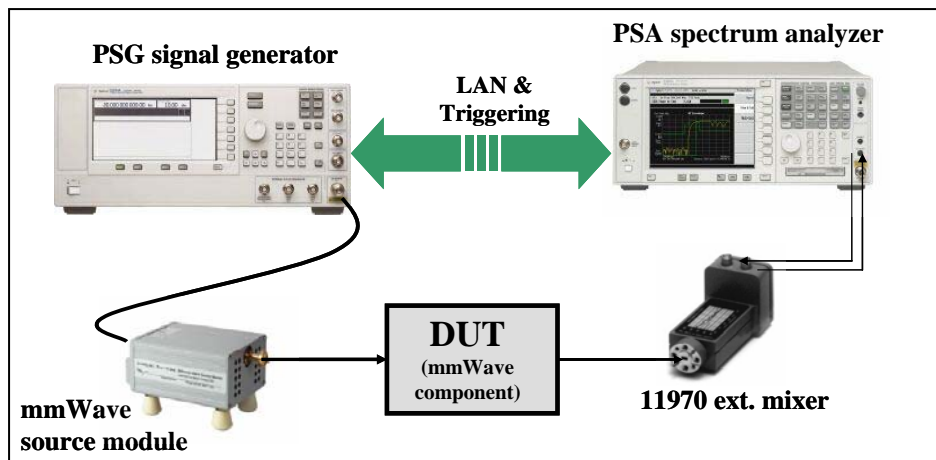 PSG signal generator
PSA spectrum analyzer
LAN &
Triggering
DUT
(mmWave
component)
mmWave
source module
11970 ext. mixer